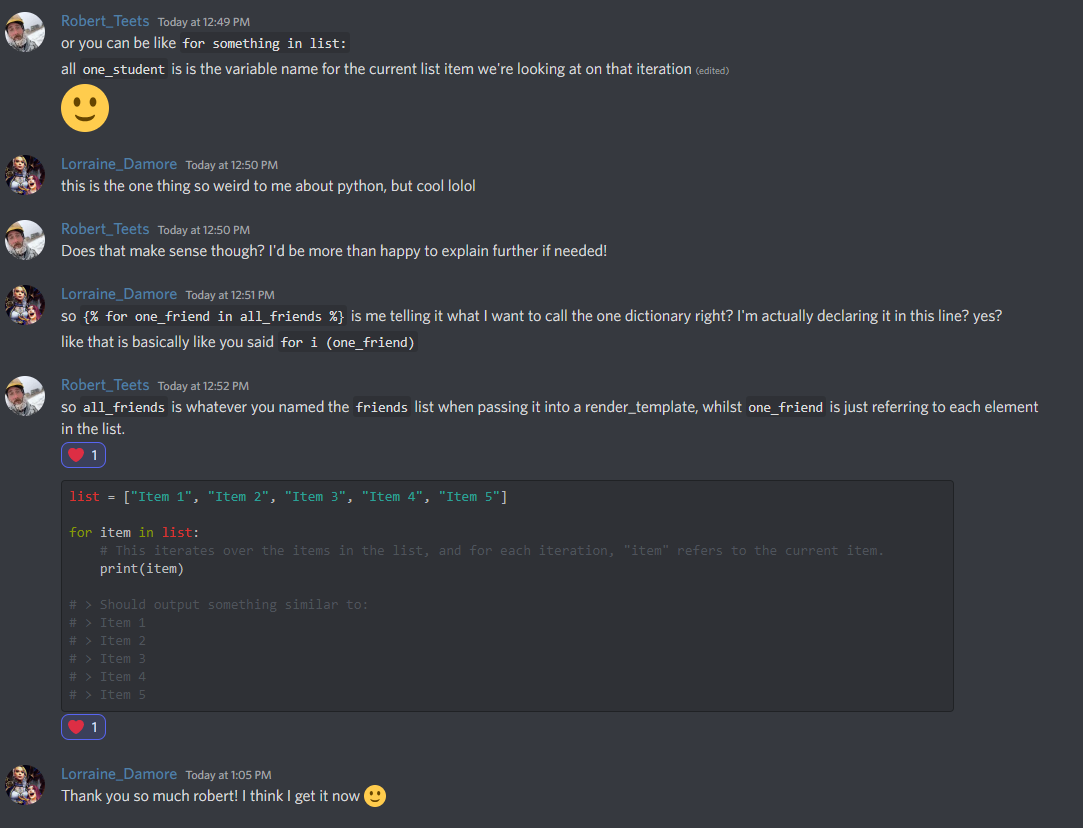 Robert_Teets Today at 12:49 PM
or you can be like for something in list:
all one_student is is the variable name for the current list item we're looking at on that iteration (edited)
Lorraine_Damore Today at 12:50 PM
this is the one thing so weird to me about python, but cool lolol
Robert_Teets Today at 12:50 PM
Does that make sense though? I'd be more than happy to explain further if needed!
Lorraine_Damore Today at 12:51 PM
so {% for one_friend in all_friends %} is me telling it what I want to call the one dictionary right? I'm actually declaring it in this line? yes?
like that is basically like you said for i (one_friend)
Robert_Teets Today at 12:52 PM
so all_friends is whatever you named the friends list when passing it into a render_template, whilst one_friend is just referring to each element
in the list.
1
list = ["Item 1", "Item 2", "Item 3", "Item 4", "Item 5"]
for item in list:
# This iterates over the items in the list, and for each iteration, "item" refers to the current item.
print(item)
# > Should output something similar to:
# > Item 1
# > Item 2
# > Item 3
# > Item 4
# > Item 5
1
Lorraine_Damore Today at 1:05 PM
Thank you so much robert! I think I get it now